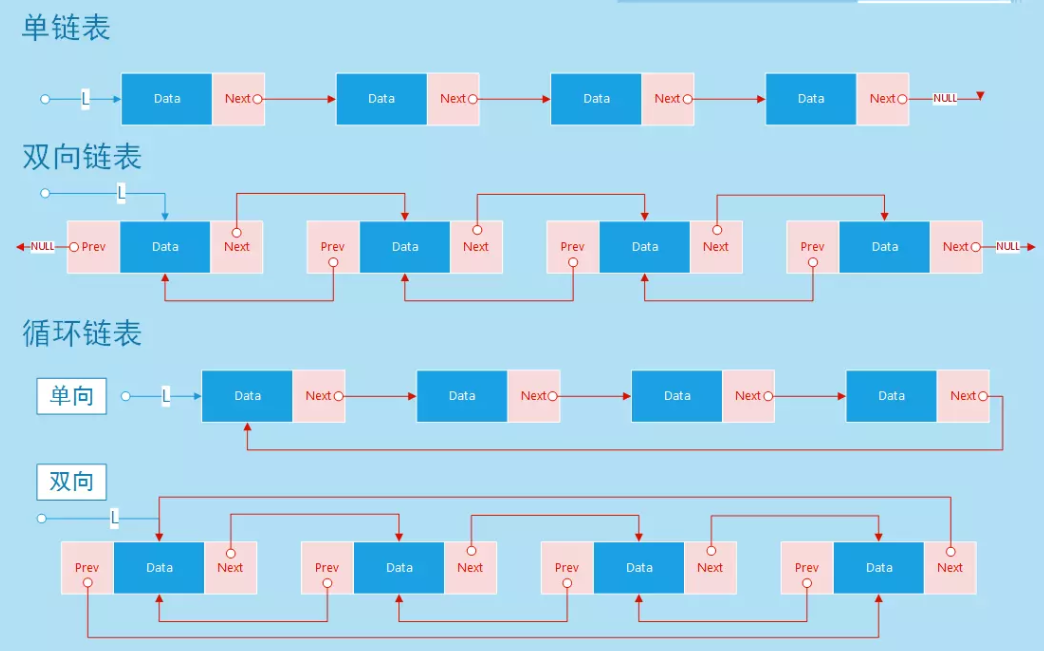 单链表
L Data Next Data Next Data Next Data Next NULL
双向链表
L
NULL Prev Data Next Prev Data Next Prev Data Next Prev Data Next NULL
循环链表
单向 L Data Next Data Next Data Next Data Next
双向
L
Prev Data Next Prev Data Next Prev Data Next Prev Data Next